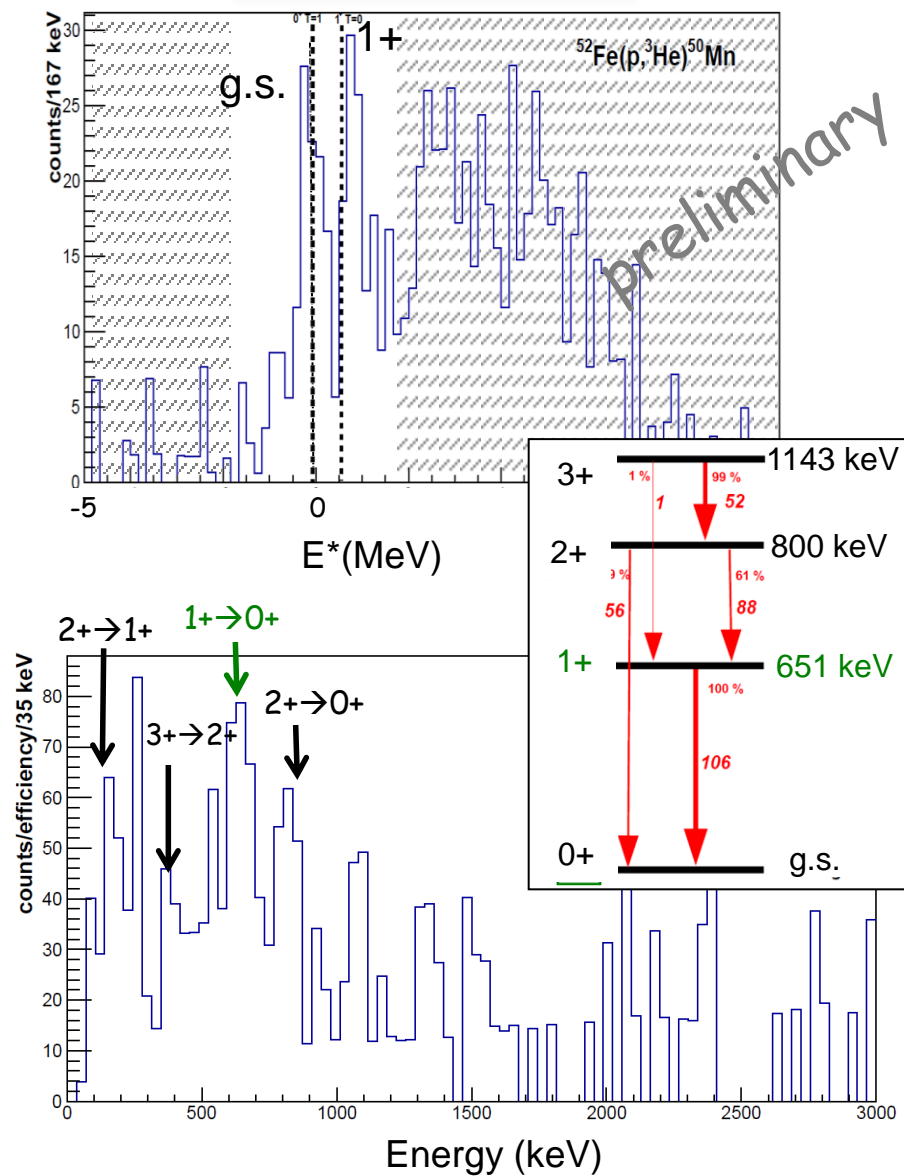 0⁺ T=1 1⁺ T=0
1+
g.s.
⁵²Fe(p,³He)⁵⁰Mn
preliminary
counts/167 keV
30
25
20
15
10
5
0
-5 0
E*(MeV)
3+ 1143 keV
1 % 99 %
1 52
2+ 800 keV
9 % 61 %
56 88
1+ 651 keV
100 %
106
0+ g.s.
2+→1+
1+→0+
3+→2+
2+→0+
counts/efficiency/35 keV
80
70
60
50
40
30
20
10
0
0 500 1000 1500 2000 2500 3000
Energy (keV)